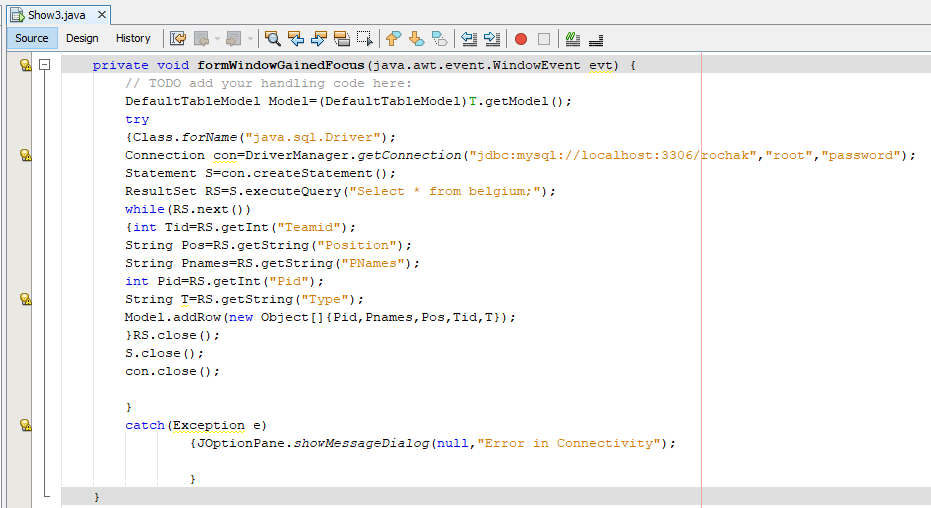 Show3.java
Source Design History
private void formWindowGainedFocus(java.awt.event.WindowEvent evt) {
// TODO add your handling code here:
DefaultTableModel Model=(DefaultTableModel)T.getModel();
try
{Class.forName("java.sql.Driver");
Connection con=DriverManager.getConnection("jdbc:mysql://localhost:3306/rochak","root","password");
Statement S=con.createStatement();
ResultSet RS=S.executeQuery("Select * from belgium;");
while(RS.next())
{int Tid=RS.getInt("Teamid");
String Pos=RS.getString("Position");
String Pnames=RS.getString("PNames");
int Pid=RS.getInt("Pid");
String T=RS.getString("Type");
Model.addRow(new Object[]{Pid,Pnames,Pos,Tid,T});
}RS.close();
S.close();
con.close();
}
catch(Exception e)
{JOptionPane.showMessageDialog(null,"Error in Connectivity");
}
}